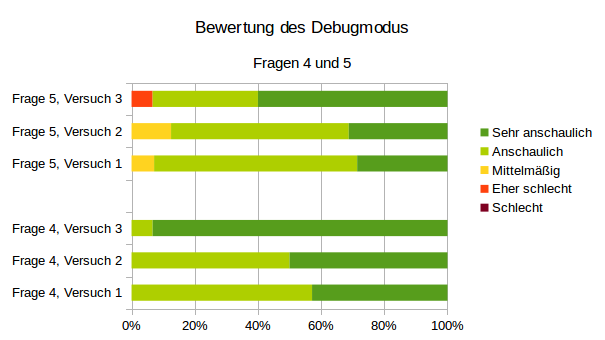 Bewertung des Debugmodus
Fragen 4 und 5
Frage 5, Versuch 3
Frage 5, Versuch 2
Frage 5, Versuch 1
Frage 4, Versuch 3
Frage 4, Versuch 2
Frage 4, Versuch 1
0% 20% 40% 60% 80% 100%
Sehr anschaulich
Anschaulich
Mittelmäßig
Eher schlecht
Schlecht